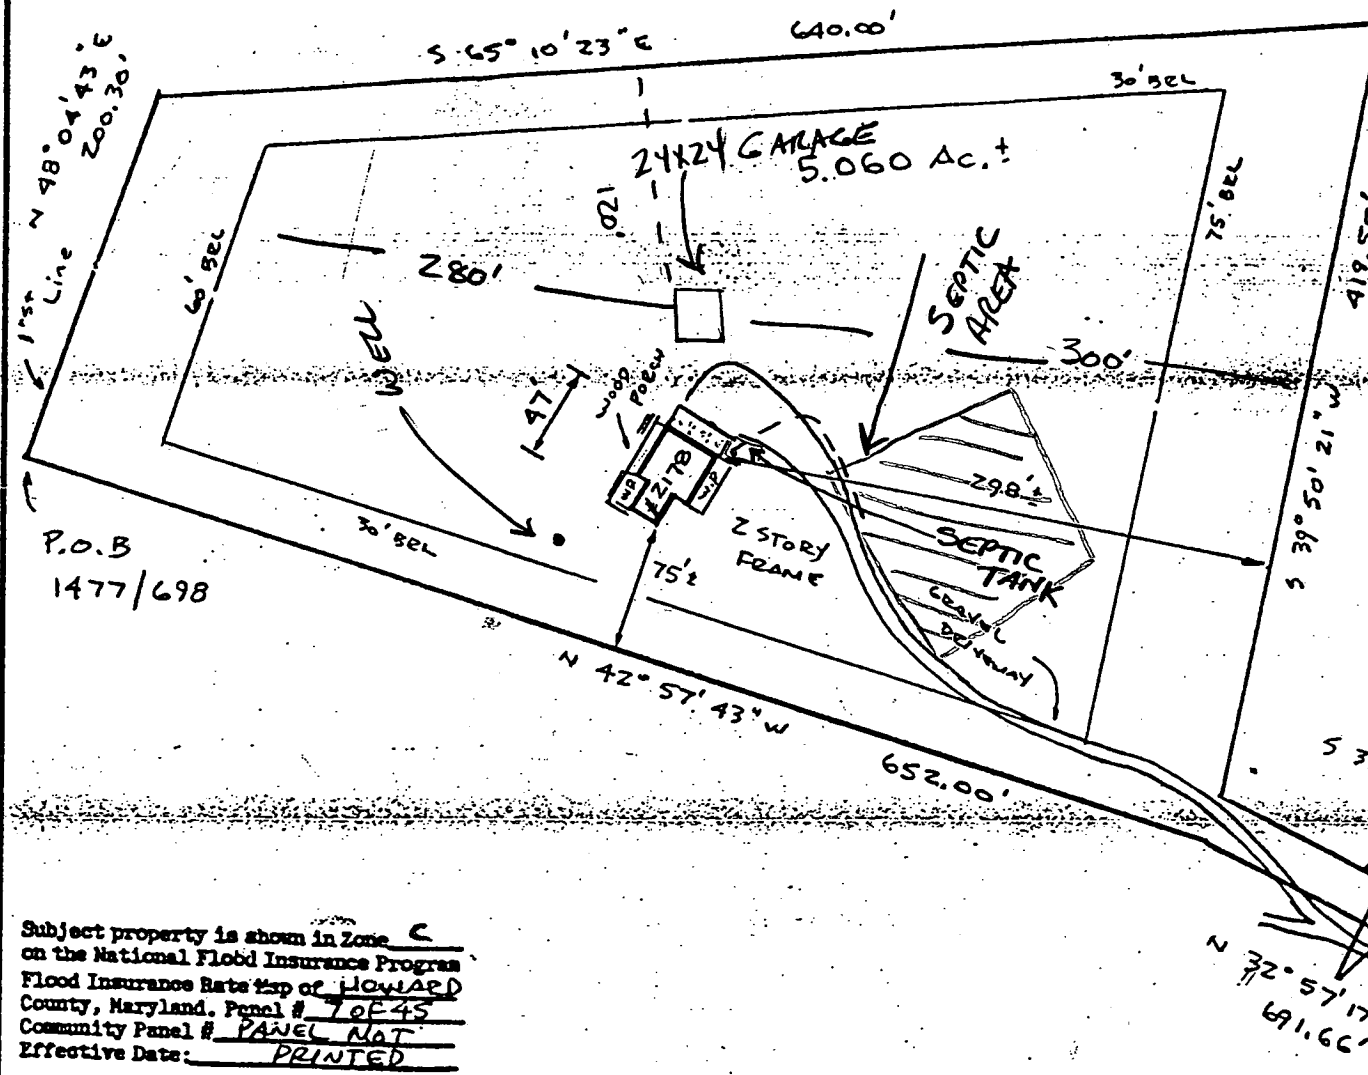 S 65° 10' 23" E
640.00'
N 48° 04' 43" E
200.30'
1st Line
30' BRL
24X24 GARAGE
5.060 Ac.±
120'
75' BRL
60' BRL
280'
SEPTIC
AREA
WELL
300'
47'
WOOD
PORCH
W.P.
#2178
W.P.
298'±
SEPTIC
TANK
2 STORY
FRAME
75'±
GRAVEL
DRIVEWAY
30' BRL
P.O.B
1477/698
S 39° 50' 21" W
N 42° 57' 43" W
652.00'
S 3
N 32° 57' 17
691.66'
Subject property is shown in Zone C
on the National Flood Insurance Program
Flood Insurance Rate Map of HOWARD
County, Maryland. Panel # 7 OF 45
Community Panel # PANEL NOT
Effective Date: PRINTED